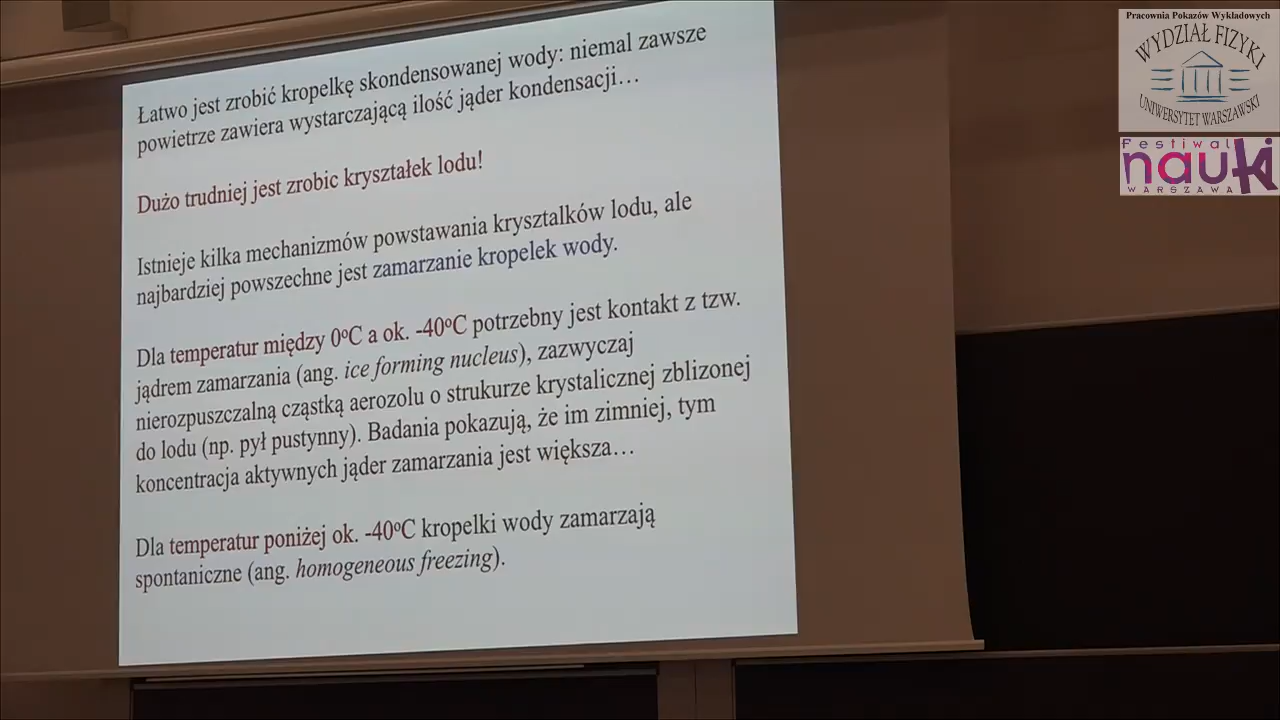 Łatwo jest zrobić kropelkę skondensowanej wody: niemal zawsze
powietrze zawiera wystarczającą ilość jąder kondensacji…
Dużo trudniej jest zrobic kryształek lodu!
Istnieje kilka mechanizmów powstawania krysztalków lodu, ale
najbardziej powszechne jest zamarzanie kropelek wody.
Dla temperatur między 0ºC a ok. -40ºC potrzebny jest kontakt z tzw.
jądrem zamarzania (ang. ice forming nucleus), zazwyczaj
nierozpuszczalną cząstką aerozolu o strukurze krystalicznej zblizonej
do lodu (np. pył pustynny). Badania pokazują, że im zimniej, tym
koncentracja aktywnych jąder zamarzania jest większa…
Dla temperatur poniżej ok. -40ºC kropelki wody zamarzają
spontaniczne (ang. homogeneous freezing).
Pracownia Pokazów Wykładowych
WYDZIAŁ FIZYKI
UNIWERSYTET WARSZAWSKI
Festiwal
nauki
WARSZAWA